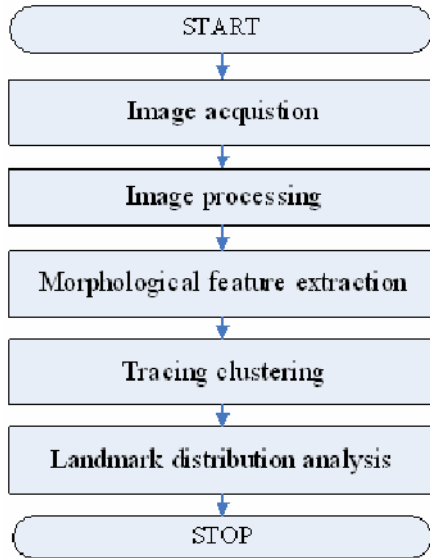 START
Image acquistion
Image processing
Morphological feature extraction
Tracing clustering
Landmark distribution analysis
STOP